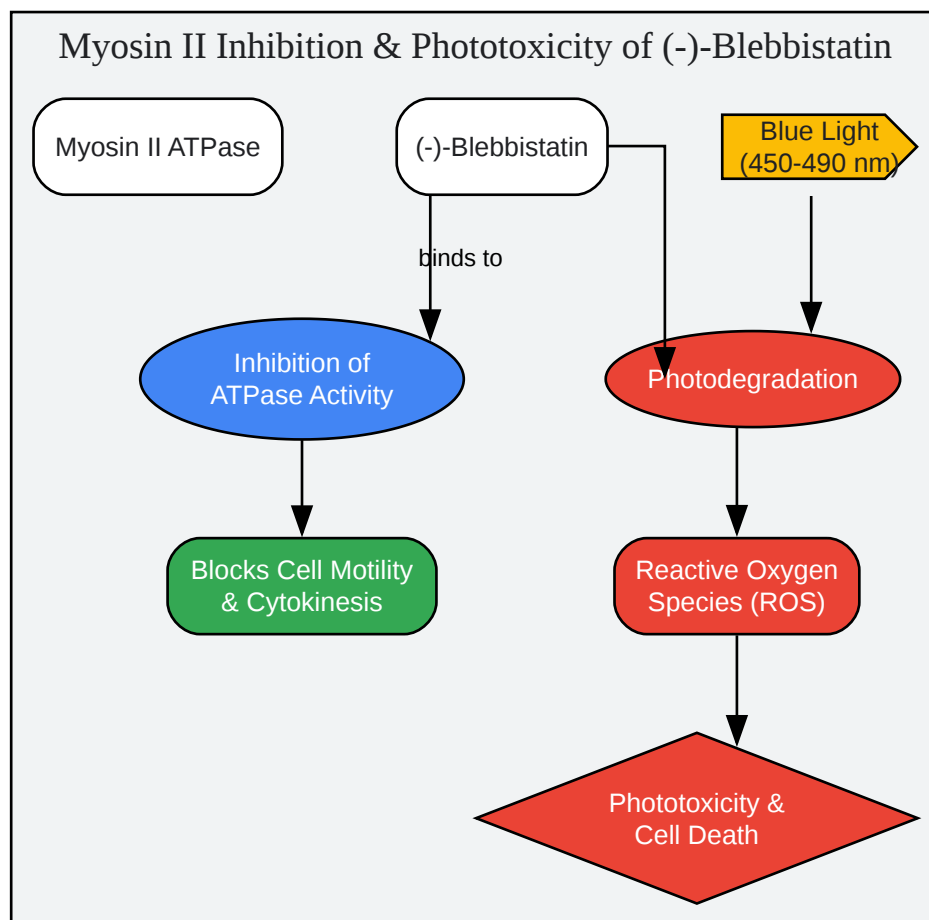 Myosin II Inhibition & Phototoxicity of (-)-Blebbistatin
Myosin II ATPase
(-)-Blebbistatin
Blue Light
(450-490 nm)
binds to
Inhibition of
ATPase Activity
Photodegradation
Blocks Cell Motility
& Cytokinesis
Reactive Oxygen
Species (ROS)
Phototoxicity &
Cell Death